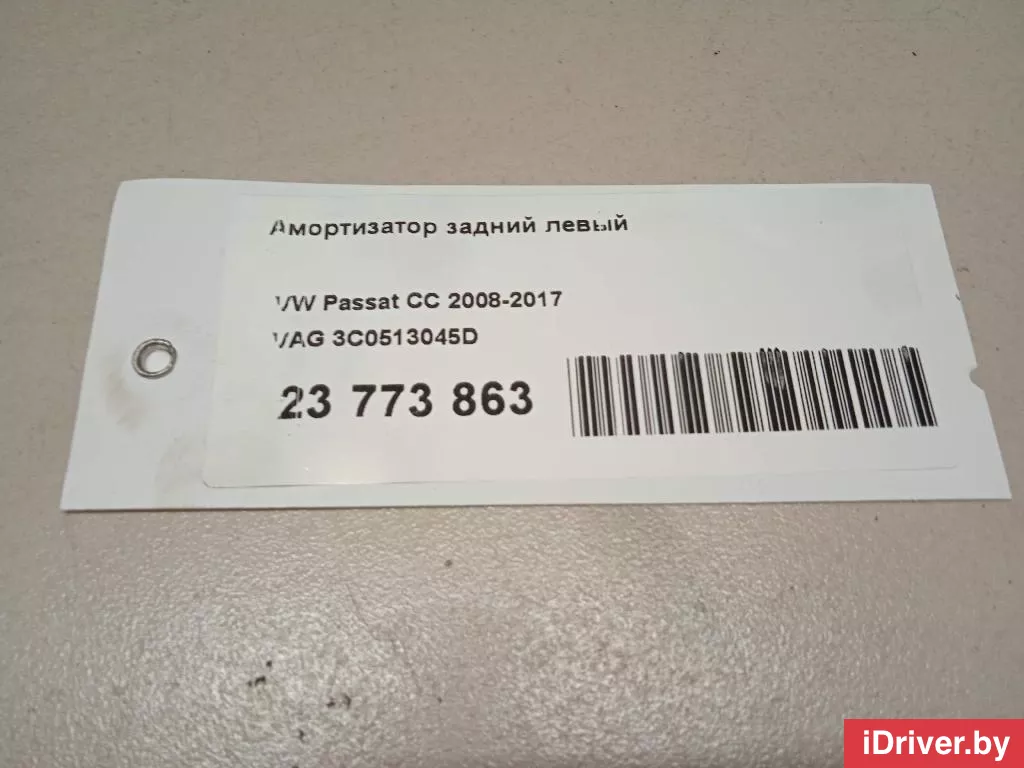 Амортизатор задний левый
VW Passat CC 2008-2017
VAG 3C0513045D
23 773 863
iDriver.by